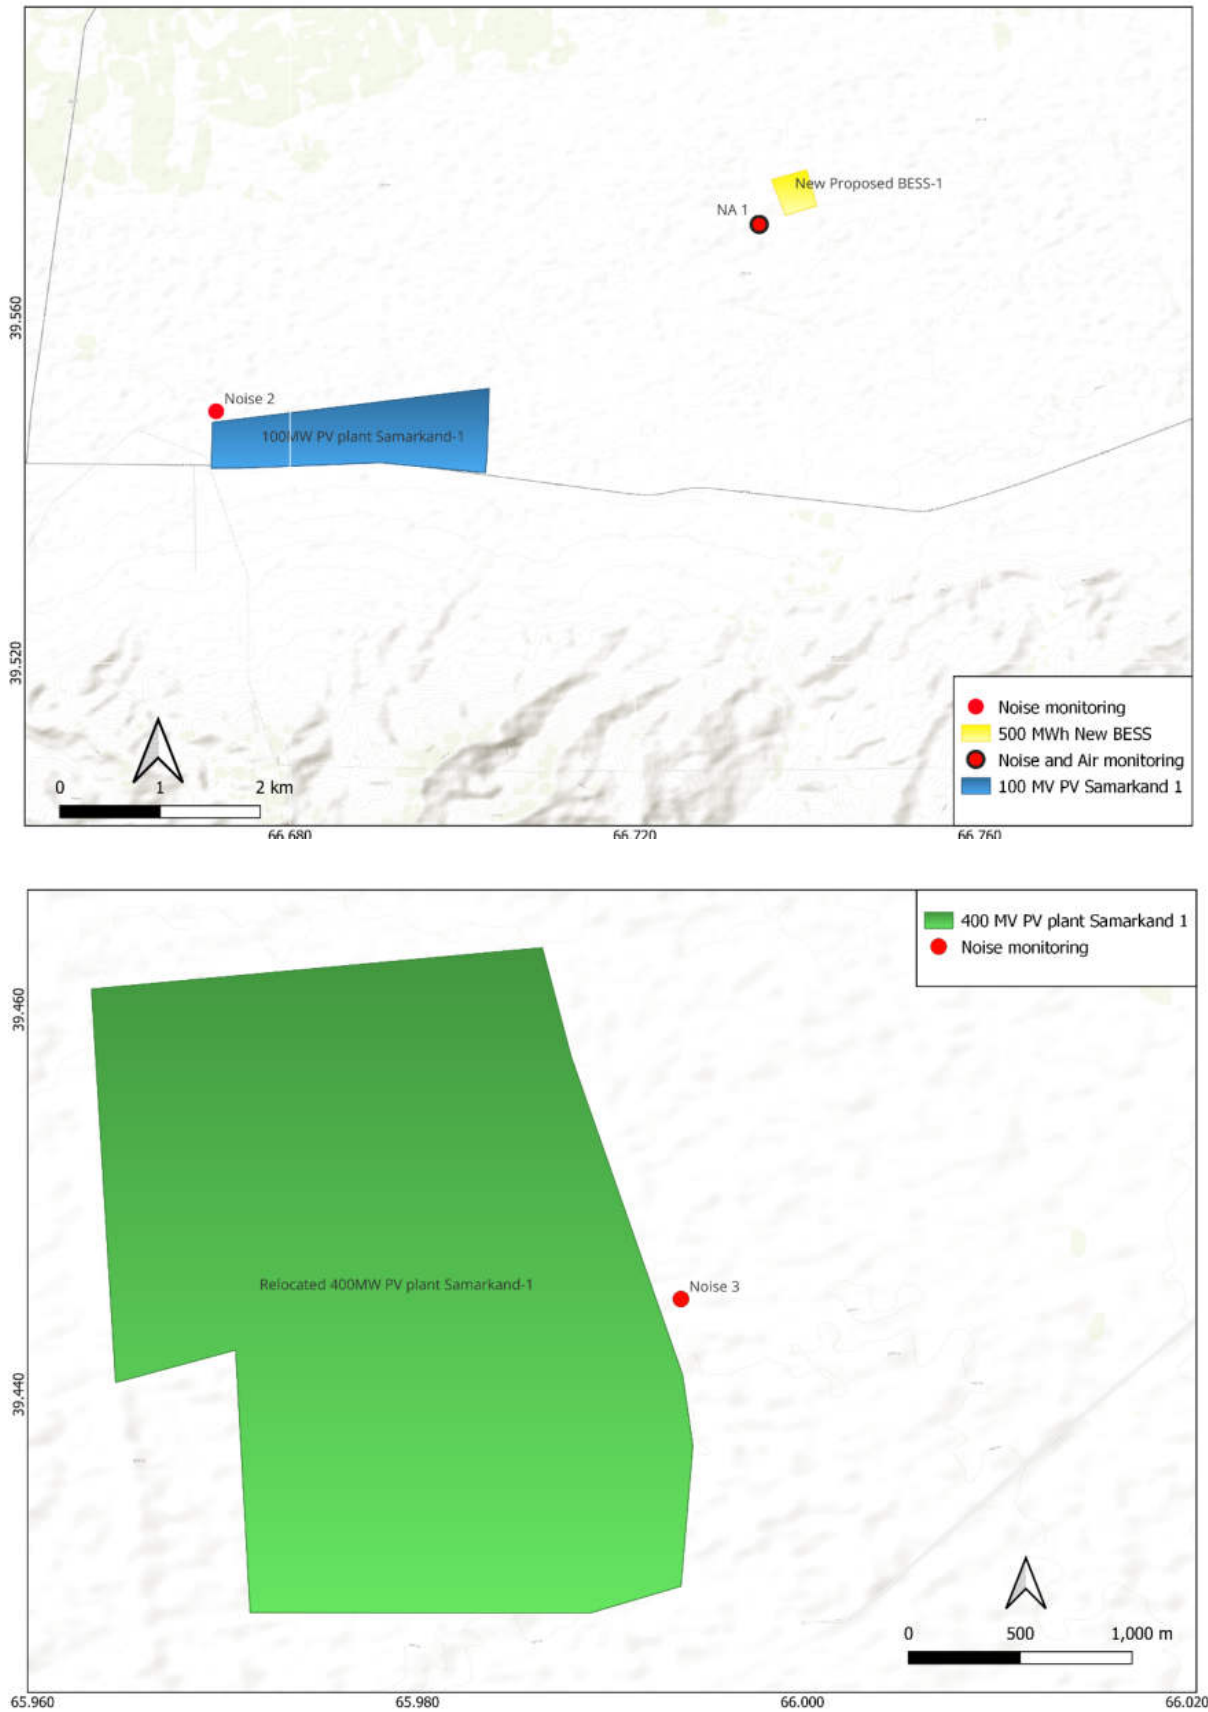 New Proposed BESS-1
NA 1
39.560
Noise 2
100MW PV plant Samarkand-1
39.520
Noise monitoring
500 MWh New BESS
Noise and Air monitoring
100 MV PV Samarkand 1
0 1 2 km
66.680 66.720 66.760
400 MV PV plant Samarkand 1
Noise monitoring
39.460
Relocated 400MW PV plant Samarkand-1
Noise 3
39.440
0 500 1,000 m
65.960 65.980 66.000 66.020